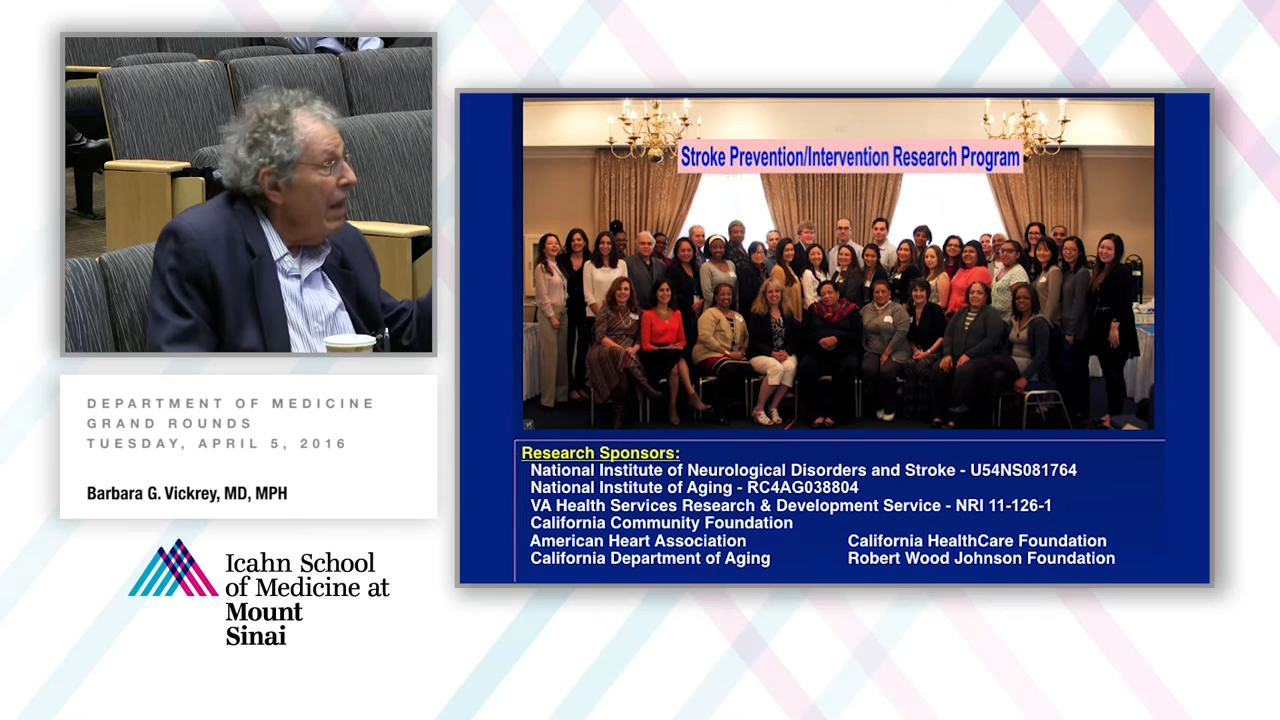 DEPARTMENT OF MEDICINE
GRAND ROUNDS
TUESDAY, APRIL 5, 2016
Barbara G. Vickrey, MD, MPH
Icahn School
of Medicine at
Mount
Sinai
Stroke Prevention/Intervention Research Program
Research Sponsors:
National Institute of Neurological Disorders and Stroke - U54NS081764
National Institute of Aging - RC4AG038804
VA Health Services Research & Development Service - NRI 11-126-1
California Community Foundation
American Heart Association California HealthCare Foundation
California Department of Aging Robert Wood Johnson Foundation